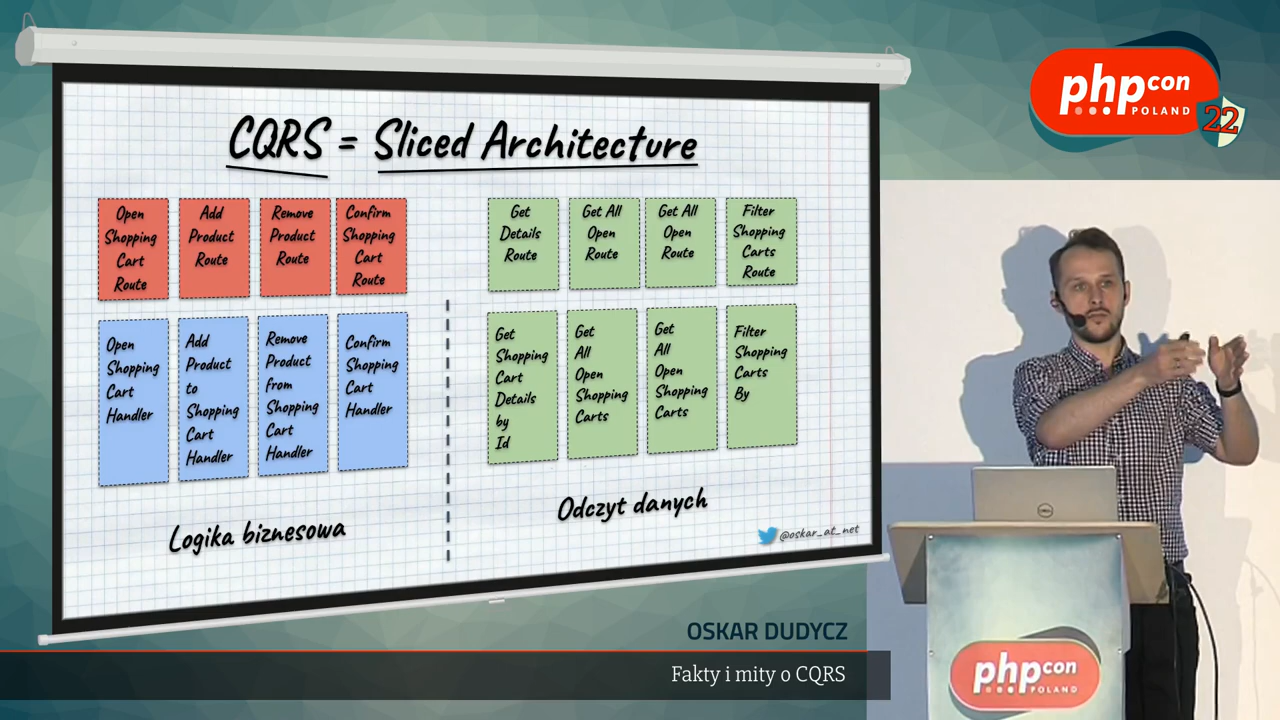 CQRS = Sliced Architecture
Open
Shopping
Cart
Route
Add
Product
Route
Remove
Product
Route
Confirm
Shopping
Cart
Route
Get
Details
Route
Get All
Open
Route
Get All
Open
Route
Filter
Shopping
Carts
Route
Open
Shopping
Cart
Handler
Add
Product
to
Shopping
Cart
Handler
Remove
Product
from
Shopping
Cart
Handler
Confirm
Shopping
Cart
Handler
Get
Shopping
Cart
Details
by
Id
Get
All
Open
Shopping
Carts
Get
All
Open
Shopping
Carts
Filter
Shopping
Carts
By
Logika biznesowa
Odczyt danych
@oskar_at_net
OSKAR DUDYCZ
Fakty i mity o CQRS
phpcon
POLAND
22
DELL
phpcon
POLAND